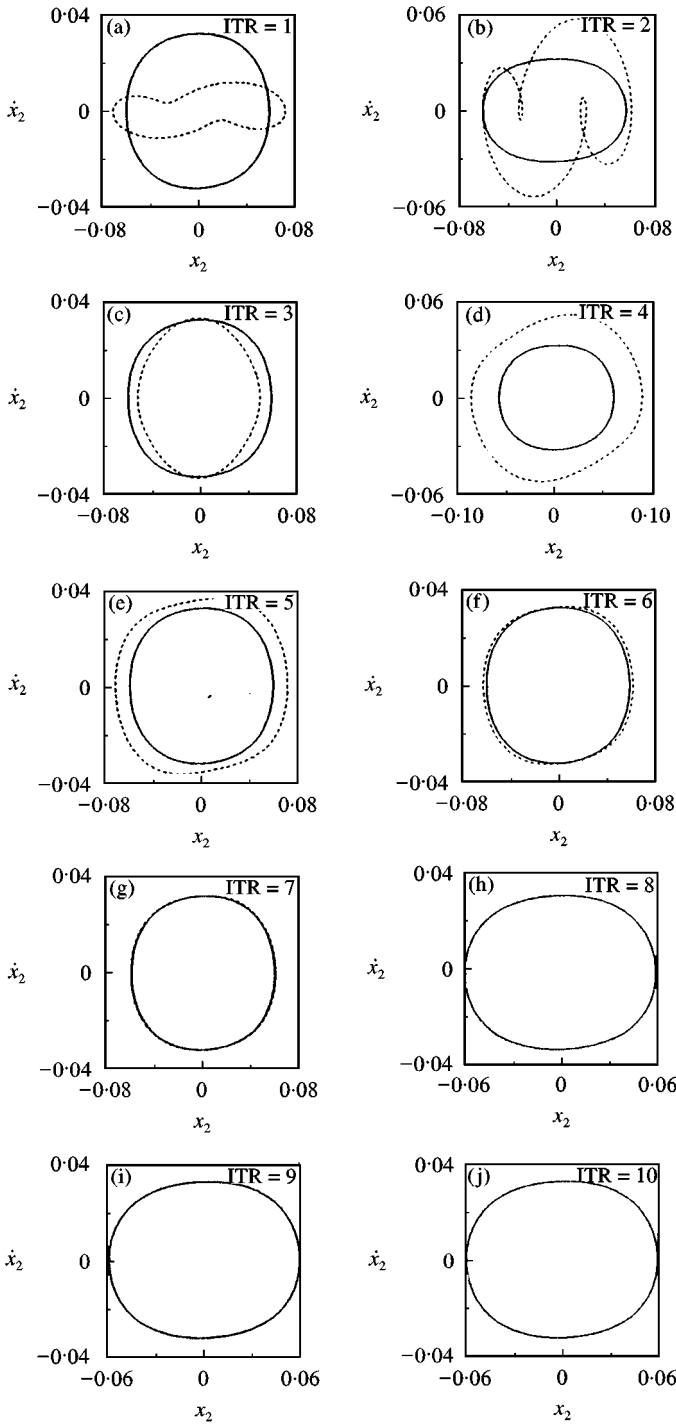 (a) ITR = 1
0·04
ẋ₂ 0
−0·04
−0·08 0 0·08
x₂
(b) ITR = 2
0·06
ẋ₂ 0
−0·06
−0·08 0 0·08
x₂
(c) ITR = 3
0·04
ẋ₂ 0
−0·04
−0·08 0 0·08
x₂
(d) ITR = 4
0·06
ẋ₂ 0
−0·06
−0·10 0 0·10
x₂
(e) ITR = 5
0·04
ẋ₂ 0
−0·04
−0·08 0 0·08
x₂
(f) ITR = 6
0·04
ẋ₂ 0
−0·04
−0·08 0 0·08
x₂
(g) ITR = 7
0·04
ẋ₂ 0
−0·04
−0·08 0 0·08
x₂
(h) ITR = 8
0·04
ẋ₂ 0
−0·04
−0·06 0 0·06
x₂
(i) ITR = 9
0·04
ẋ₂ 0
−0·04
−0·08 0 0·06
x₂
(j) ITR = 10
0·04
ẋ₂ 0
−0·04
−0·06 0 0·06
x₂